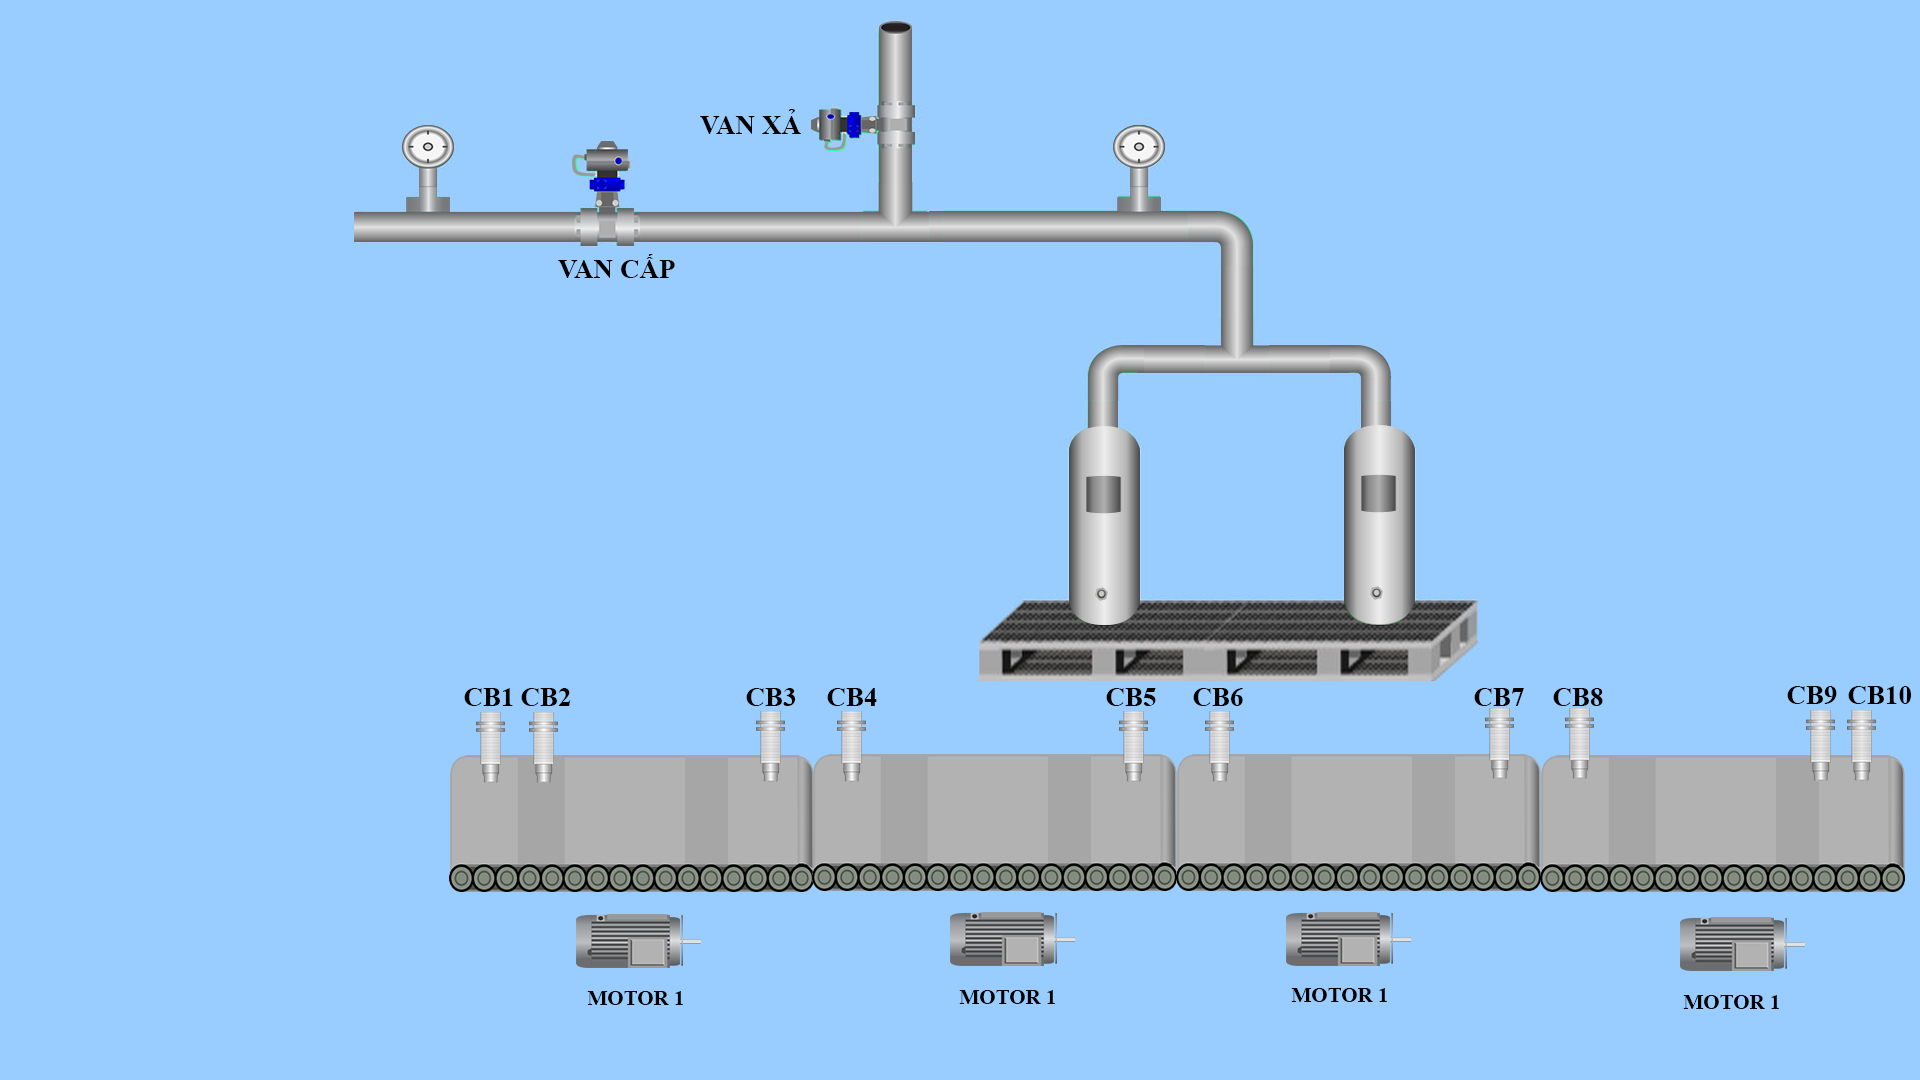 VAN XẢ
VAN CẤP
CB1 CB2 CB3 CB4 CB5 CB6 CB7 CB8 CB9 CB10
MOTOR 1 MOTOR 1 MOTOR 1 MOTOR 1